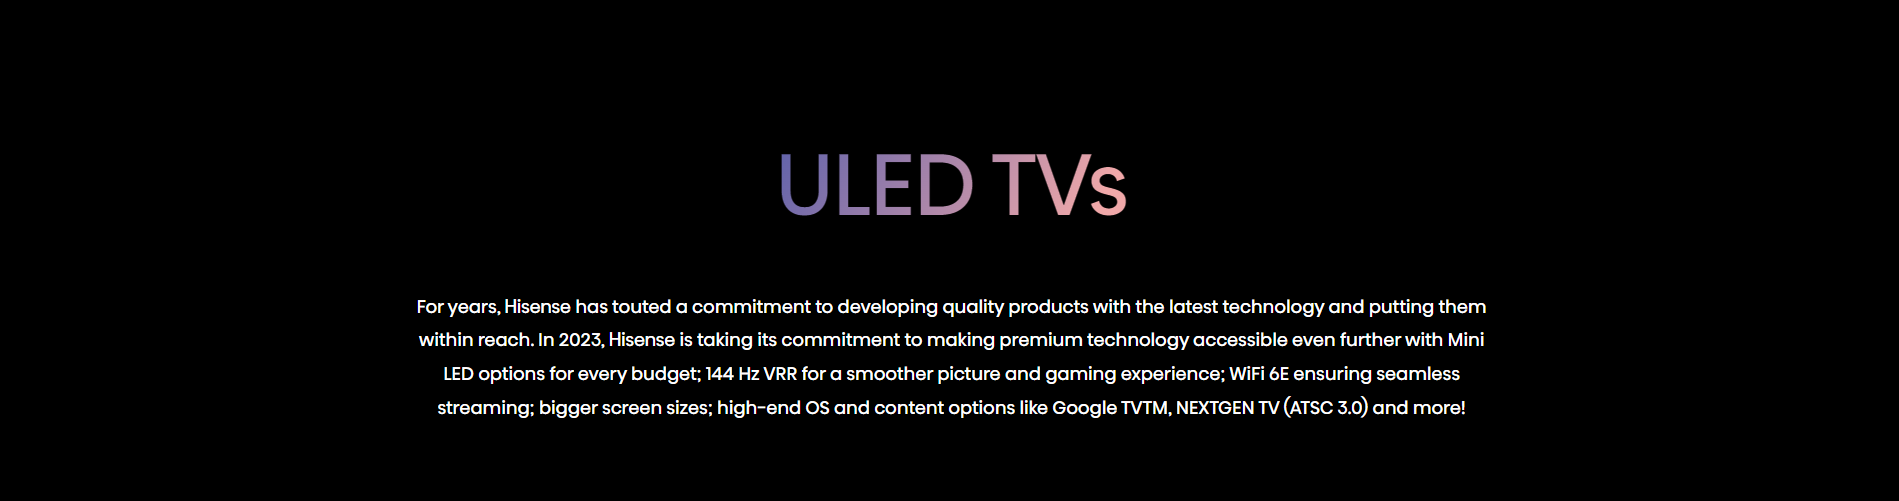 ULED TVs
For years, Hisense has touted a commitment to developing quality products with the latest technology and putting them
within reach. In 2023, Hisense is taking its commitment to making premium technology accessible even further with Mini
LED options for every budget; 144 Hz VRR for a smoother picture and gaming experience; WiFi 6E ensuring seamless
streaming; bigger screen sizes; high-end OS and content options like Google TVTM, NEXTGEN TV (ATSC 3.0) and more!